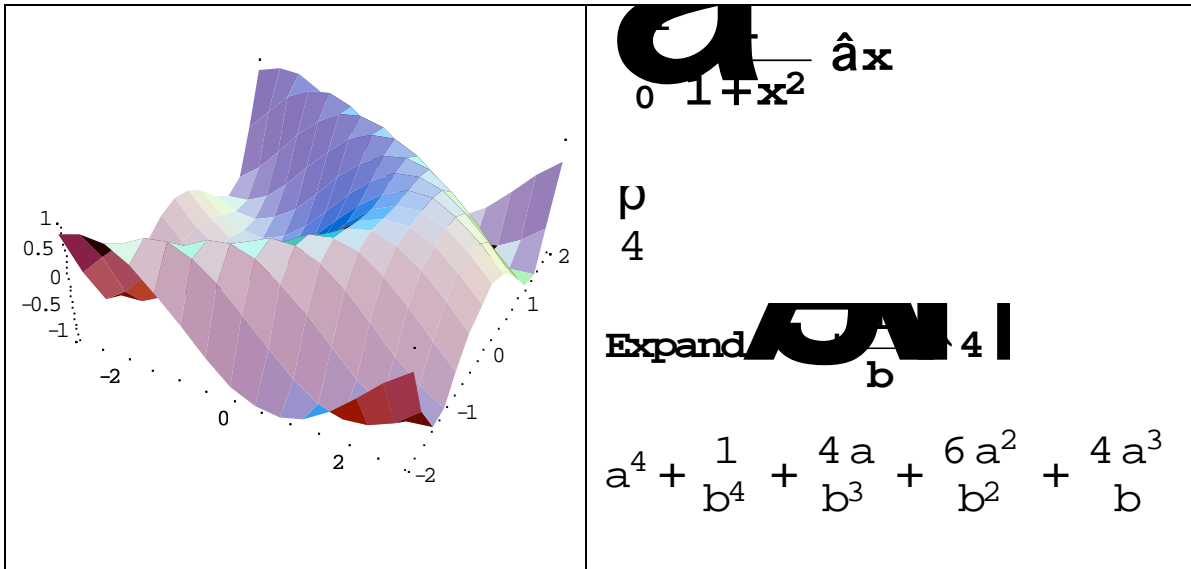 1.
0.5
0
-0.5
-1
-2
0
2
-2
-1
0
1
2
0 1+x² âx
p
4
Expand 4
b
a⁴ + 1/b⁴ + 4 a/b³ + 6 a²/b² + 4 a³/b